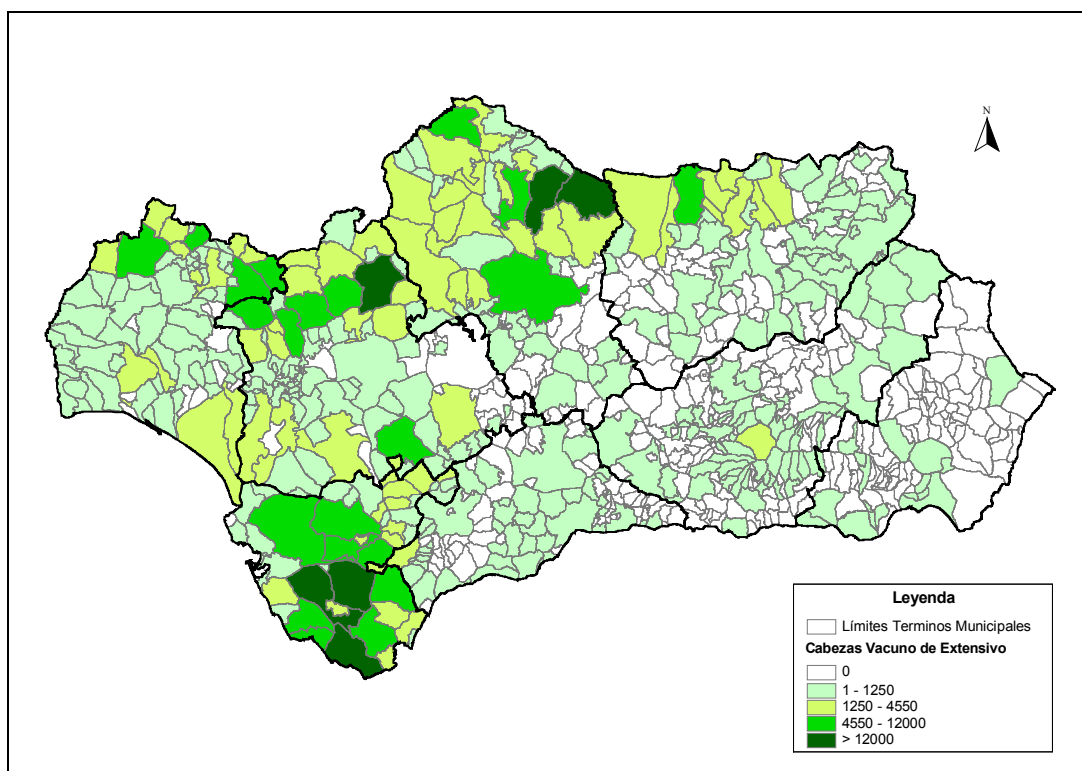 N
Leyenda
Límites Terminos Municipales
Cabezas Vacuno de Extensivo
0
1 - 1250
1250 - 4550
4550 - 12000
> 12000